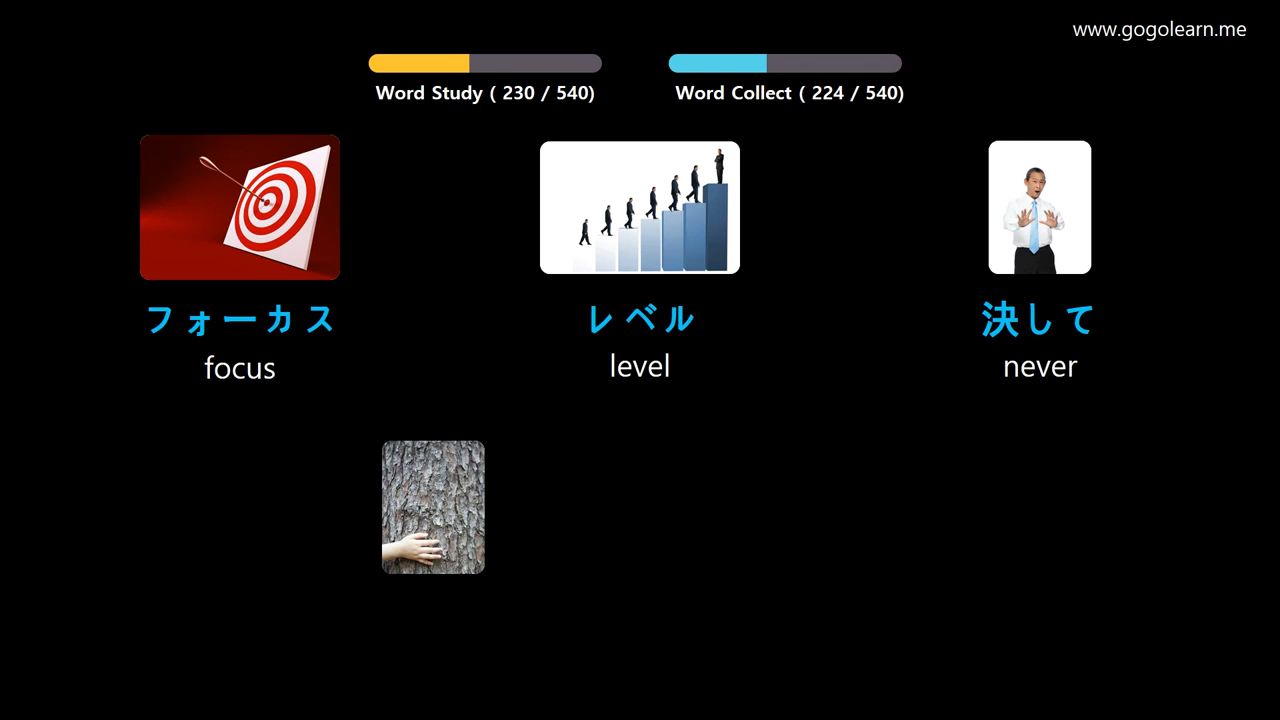 www.gogolearn.me
Word Study ( 230 / 540)
Word Collect ( 224 / 540)
フォーカス
focus
レベル
level
決して
never